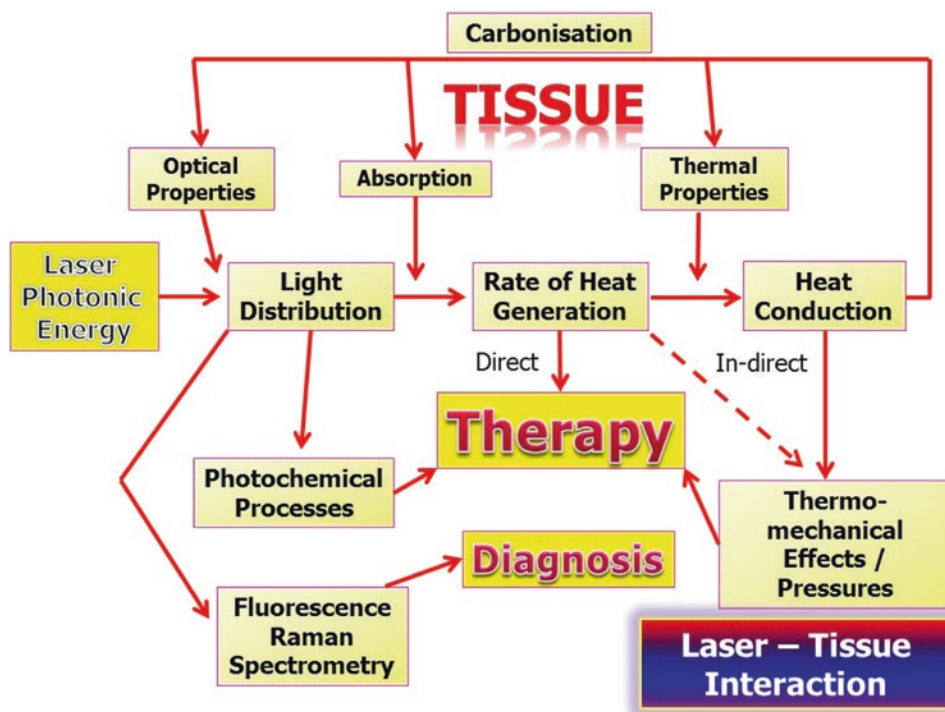 Carbonisation
TISSUE
Optical
Properties
Absorption
Thermal
Properties
Laser
Photonic
Energy
Light
Distribution
Rate of Heat
Generation
Heat
Conduction
Direct
In-direct
Therapy
Photochemical
Processes
Thermo-
mechanical
Effects /
Pressures
Diagnosis
Fluorescence
Raman
Spectrometry
Laser – Tissue
Interaction